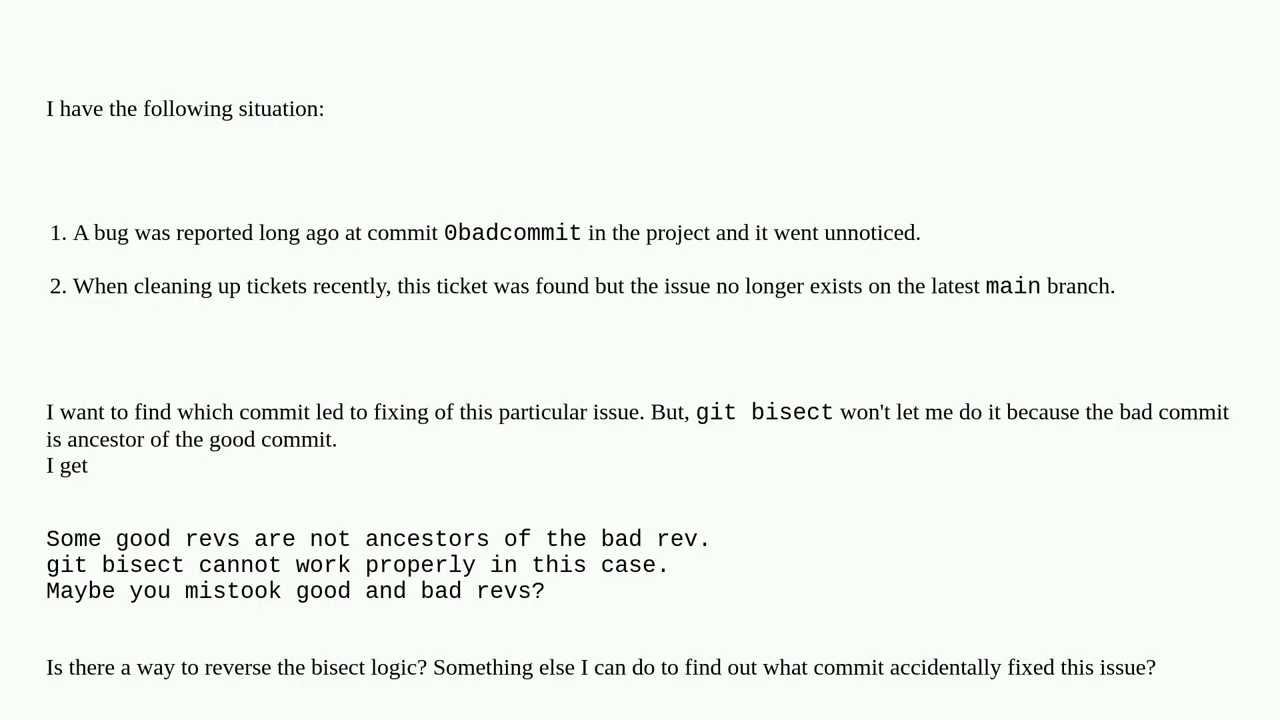 I have the following situation:
1. A bug was reported long ago at commit 0badcommit in the project and it went unnoticed.
2. When cleaning up tickets recently, this ticket was found but the issue no longer exists on the latest main branch.
I want to find which commit led to fixing of this particular issue. But, git bisect won't let me do it because the bad commit
is ancestor of the good commit.
I get
Some good revs are not ancestors of the bad rev.
git bisect cannot work properly in this case.
Maybe you mistook good and bad revs?
Is there a way to reverse the bisect logic? Something else I can do to find out what commit accidentally fixed this issue?